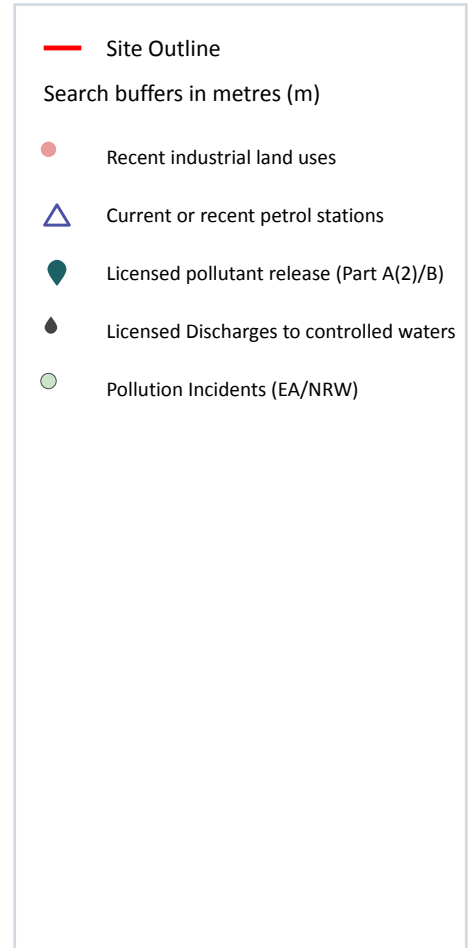 Site Outline
Search buffers in metres (m)
Recent industrial land uses
Current or recent petrol stations
Licensed pollutant release (Part A(2)/B)
Licensed Discharges to controlled waters
Pollution Incidents (EA/NRW)